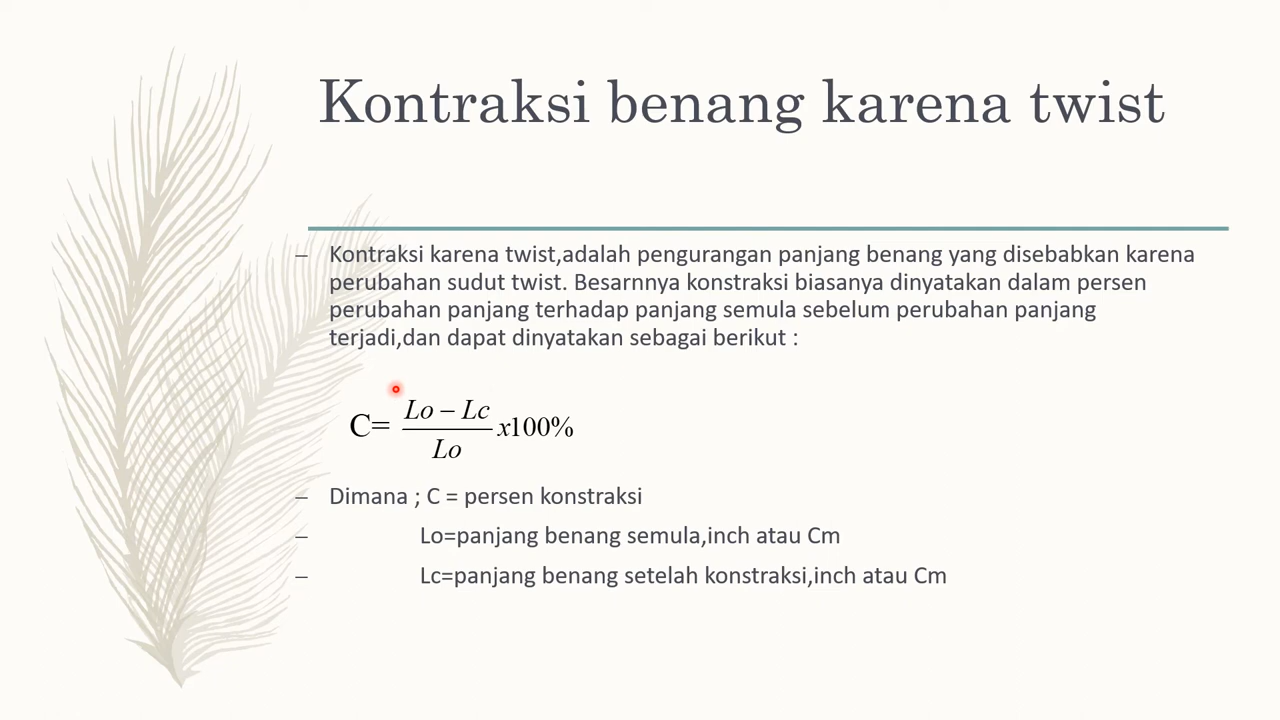 Kontraksi benang karena twist
– Kontraksi karena twist,adalah pengurangan panjang benang yang disebabkan karena
perubahan sudut twist. Besarnnya konstraksi biasanya dinyatakan dalam persen
perubahan panjang terhadap panjang semula sebelum perubahan panjang
terjadi,dan dapat dinyatakan sebagai berikut :
C= (Lo – Lc)/Lo x100%
– Dimana ; C = persen konstraksi
– Lo=panjang benang semula,inch atau Cm
– Lc=panjang benang setelah konstraksi,inch atau Cm